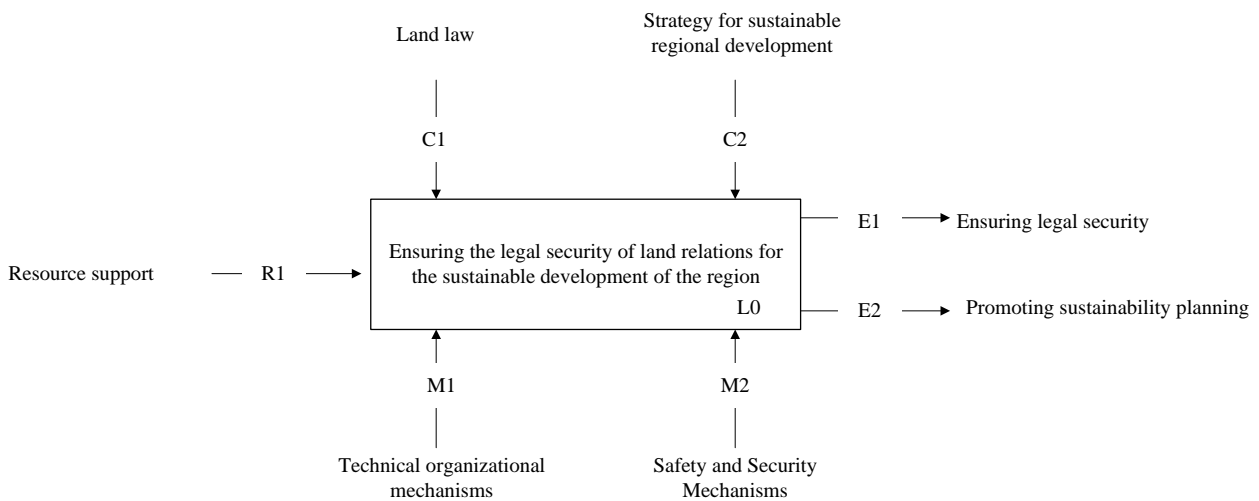 Land law
Strategy for sustainable
regional development
C1
C2
Ensuring the legal security of land relations for
the sustainable development of the region
L0
Resource support
R1
E1
Ensuring legal security
E2
Promoting sustainability planning
M1
M2
Technical organizational
mechanisms
Safety and Security
Mechanisms